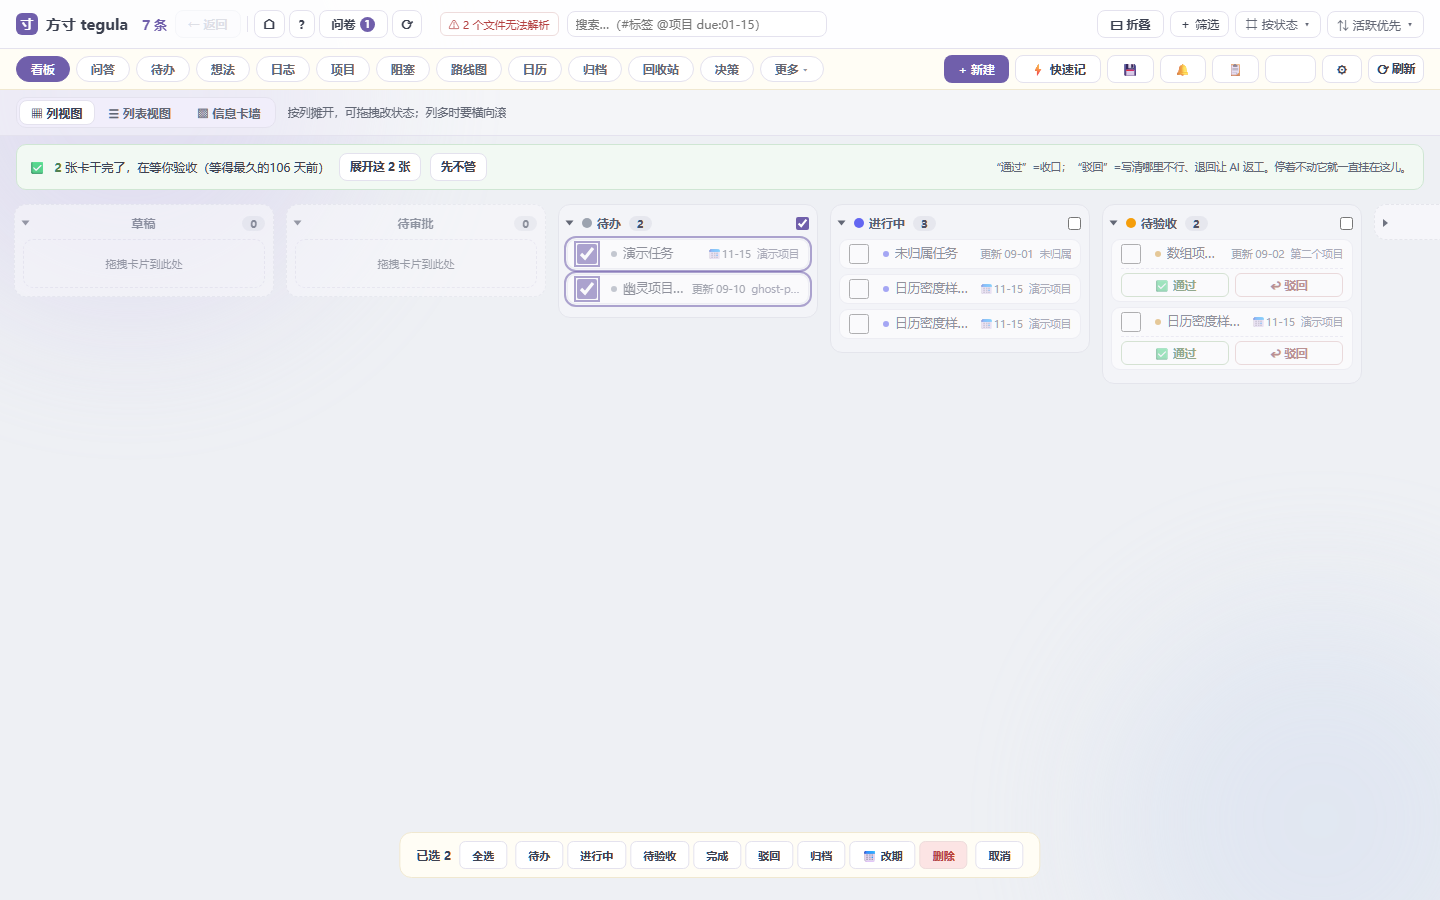 寸 方寸 tegula 7 条 ← 返回 ? 问卷 1 ⚠ 2 个文件无法解析 搜索... (#标签 @项目 due:01-15) 折叠 + 筛选 按状态 活跃优先
看板 问答 待办 想法 日志 项目 阻塞 路线图 日历 归档 回收站 决策 更多 + 新建 快速记 刷新
列视图 列表视图 信息卡墙 按列摊开，可拖拽改状态；列多时要横向滚
2 张卡干完了，在等你验收（等得最久的106 天前） 展开这 2 张 先不管 “通过” =收口； “驳回” =写清哪里不行、退回让 AI 返工。停着不动它就一直挂在这儿。
草稿 0
拖拽卡片到此处
待审批 0
拖拽卡片到此处
待办 2
演示任务 11-15 演示项目
幽灵项目... 更新 09-10 ghost-p...
进行中 3
未归属任务 更新 09-01 未归属
日历密度样... 11-15 演示项目
日历密度样... 11-15 演示项目
待验收 2
数组项... 更新 09-02 第二个项目
通过 驳回
日历密度样... 11-15 演示项目
通过 驳回
已选 2 全选 待办 进行中 待验收 完成 驳回 归档 改期 删除 取消